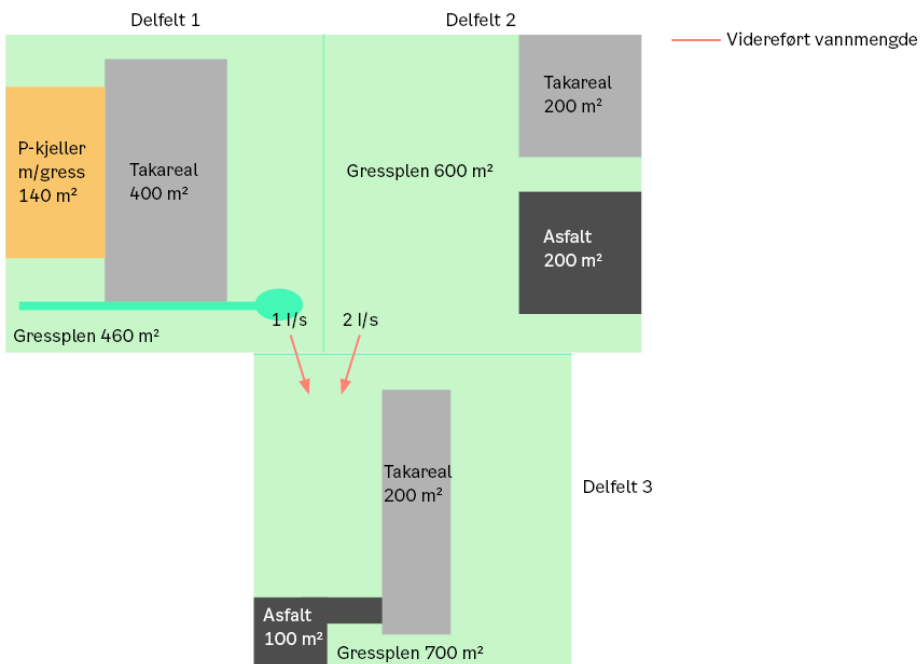 Delfelt 1
Delfelt 2
Videreført vannmengde
P-kjeller
m/gress
140 m²
Takareal
400 m²
Gressplen 460 m²
Takareal
200 m²
Gressplen 600 m²
Asfalt
200 m²
1 l/s
2 l/s
Takareal
200 m²
Delfelt 3
Asfalt
100 m²
Gressplen 700 m²